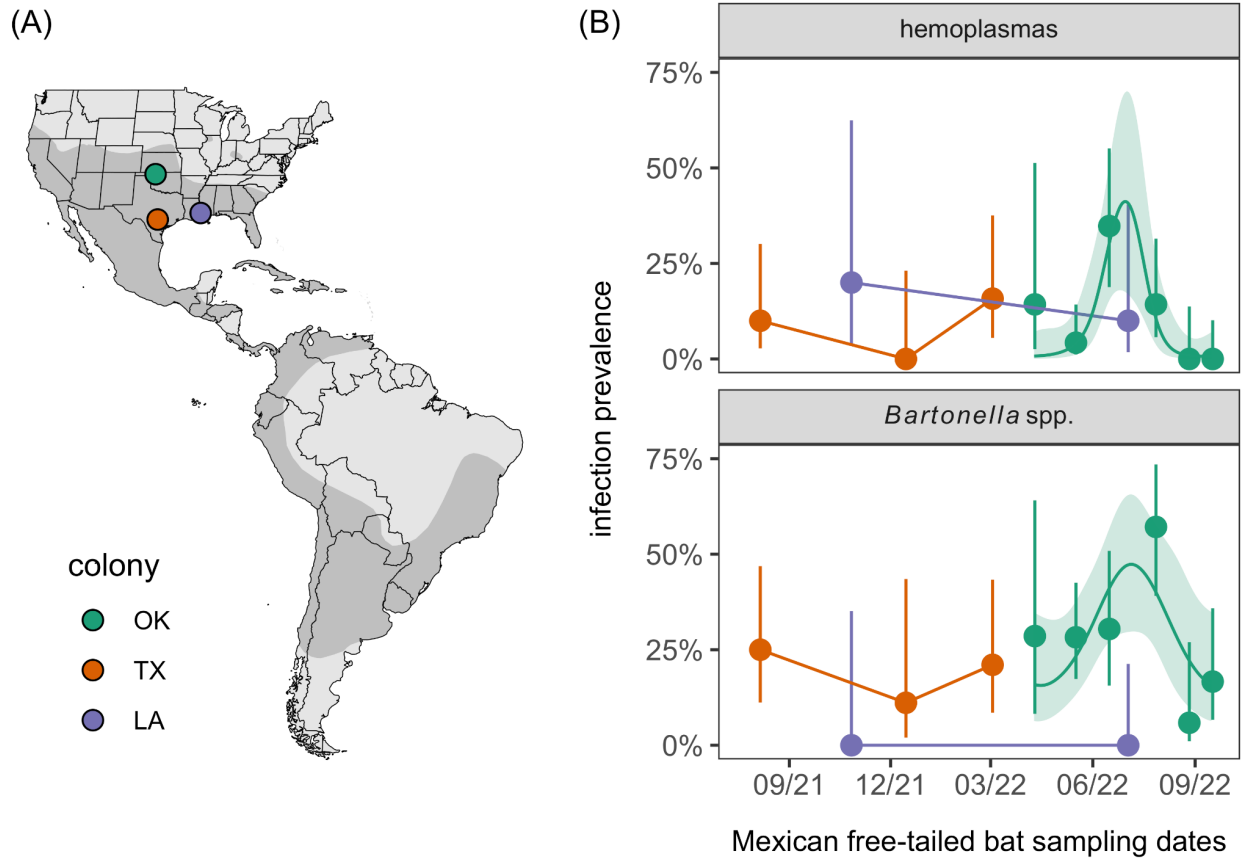 (A)
colony
OK
TX
LA
(B)
hemoplasmas
75%
50%
25%
0%
Bartonella spp.
75%
50%
25%
0%
infection prevalence
09/21 12/21 03/22 06/22 09/22
Mexican free-tailed bat sampling dates